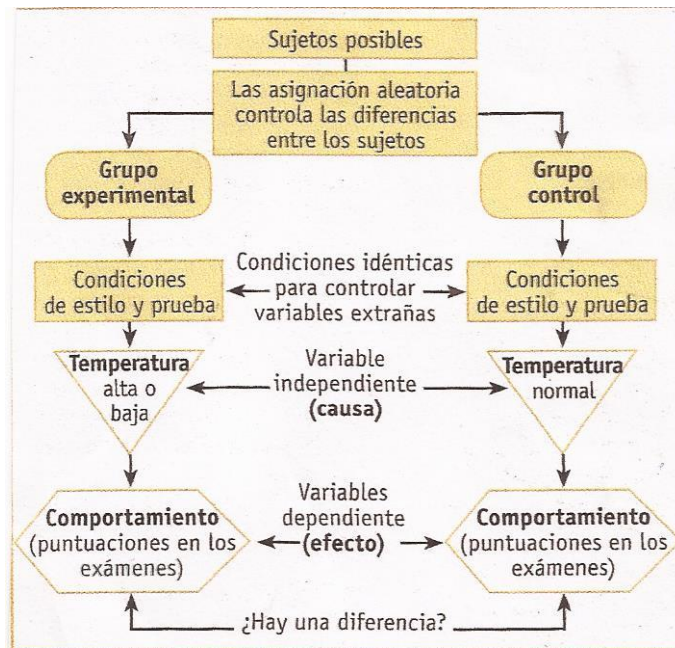 Sujetos posibles
Las asignación aleatoria
controla las diferencias
entre los sujetos
Grupo
experimental
Grupo
control
Condiciones
de estilo y prueba
Condiciones idénticas
para controlar
variables extrañas
Condiciones
de estilo y prueba
Temperatura
alta o
baja
Variable
independiente
(causa)
Temperatura
normal
Comportamiento
(puntuaciones en los
exámenes)
Variables
dependiente
(efecto)
Comportamiento
(puntuaciones en los
exámenes)
¿Hay una diferencia?